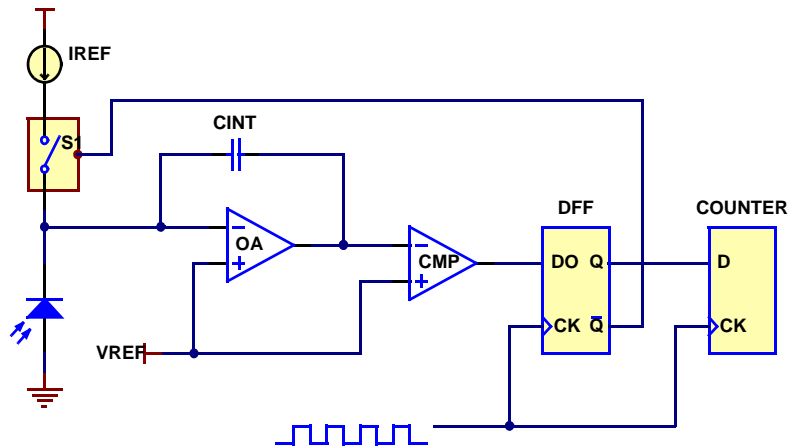 IREF
S1
CINT
OA
CMP
DFF
COUNTER
DO Q
D
CK Q̅
CK
VREF